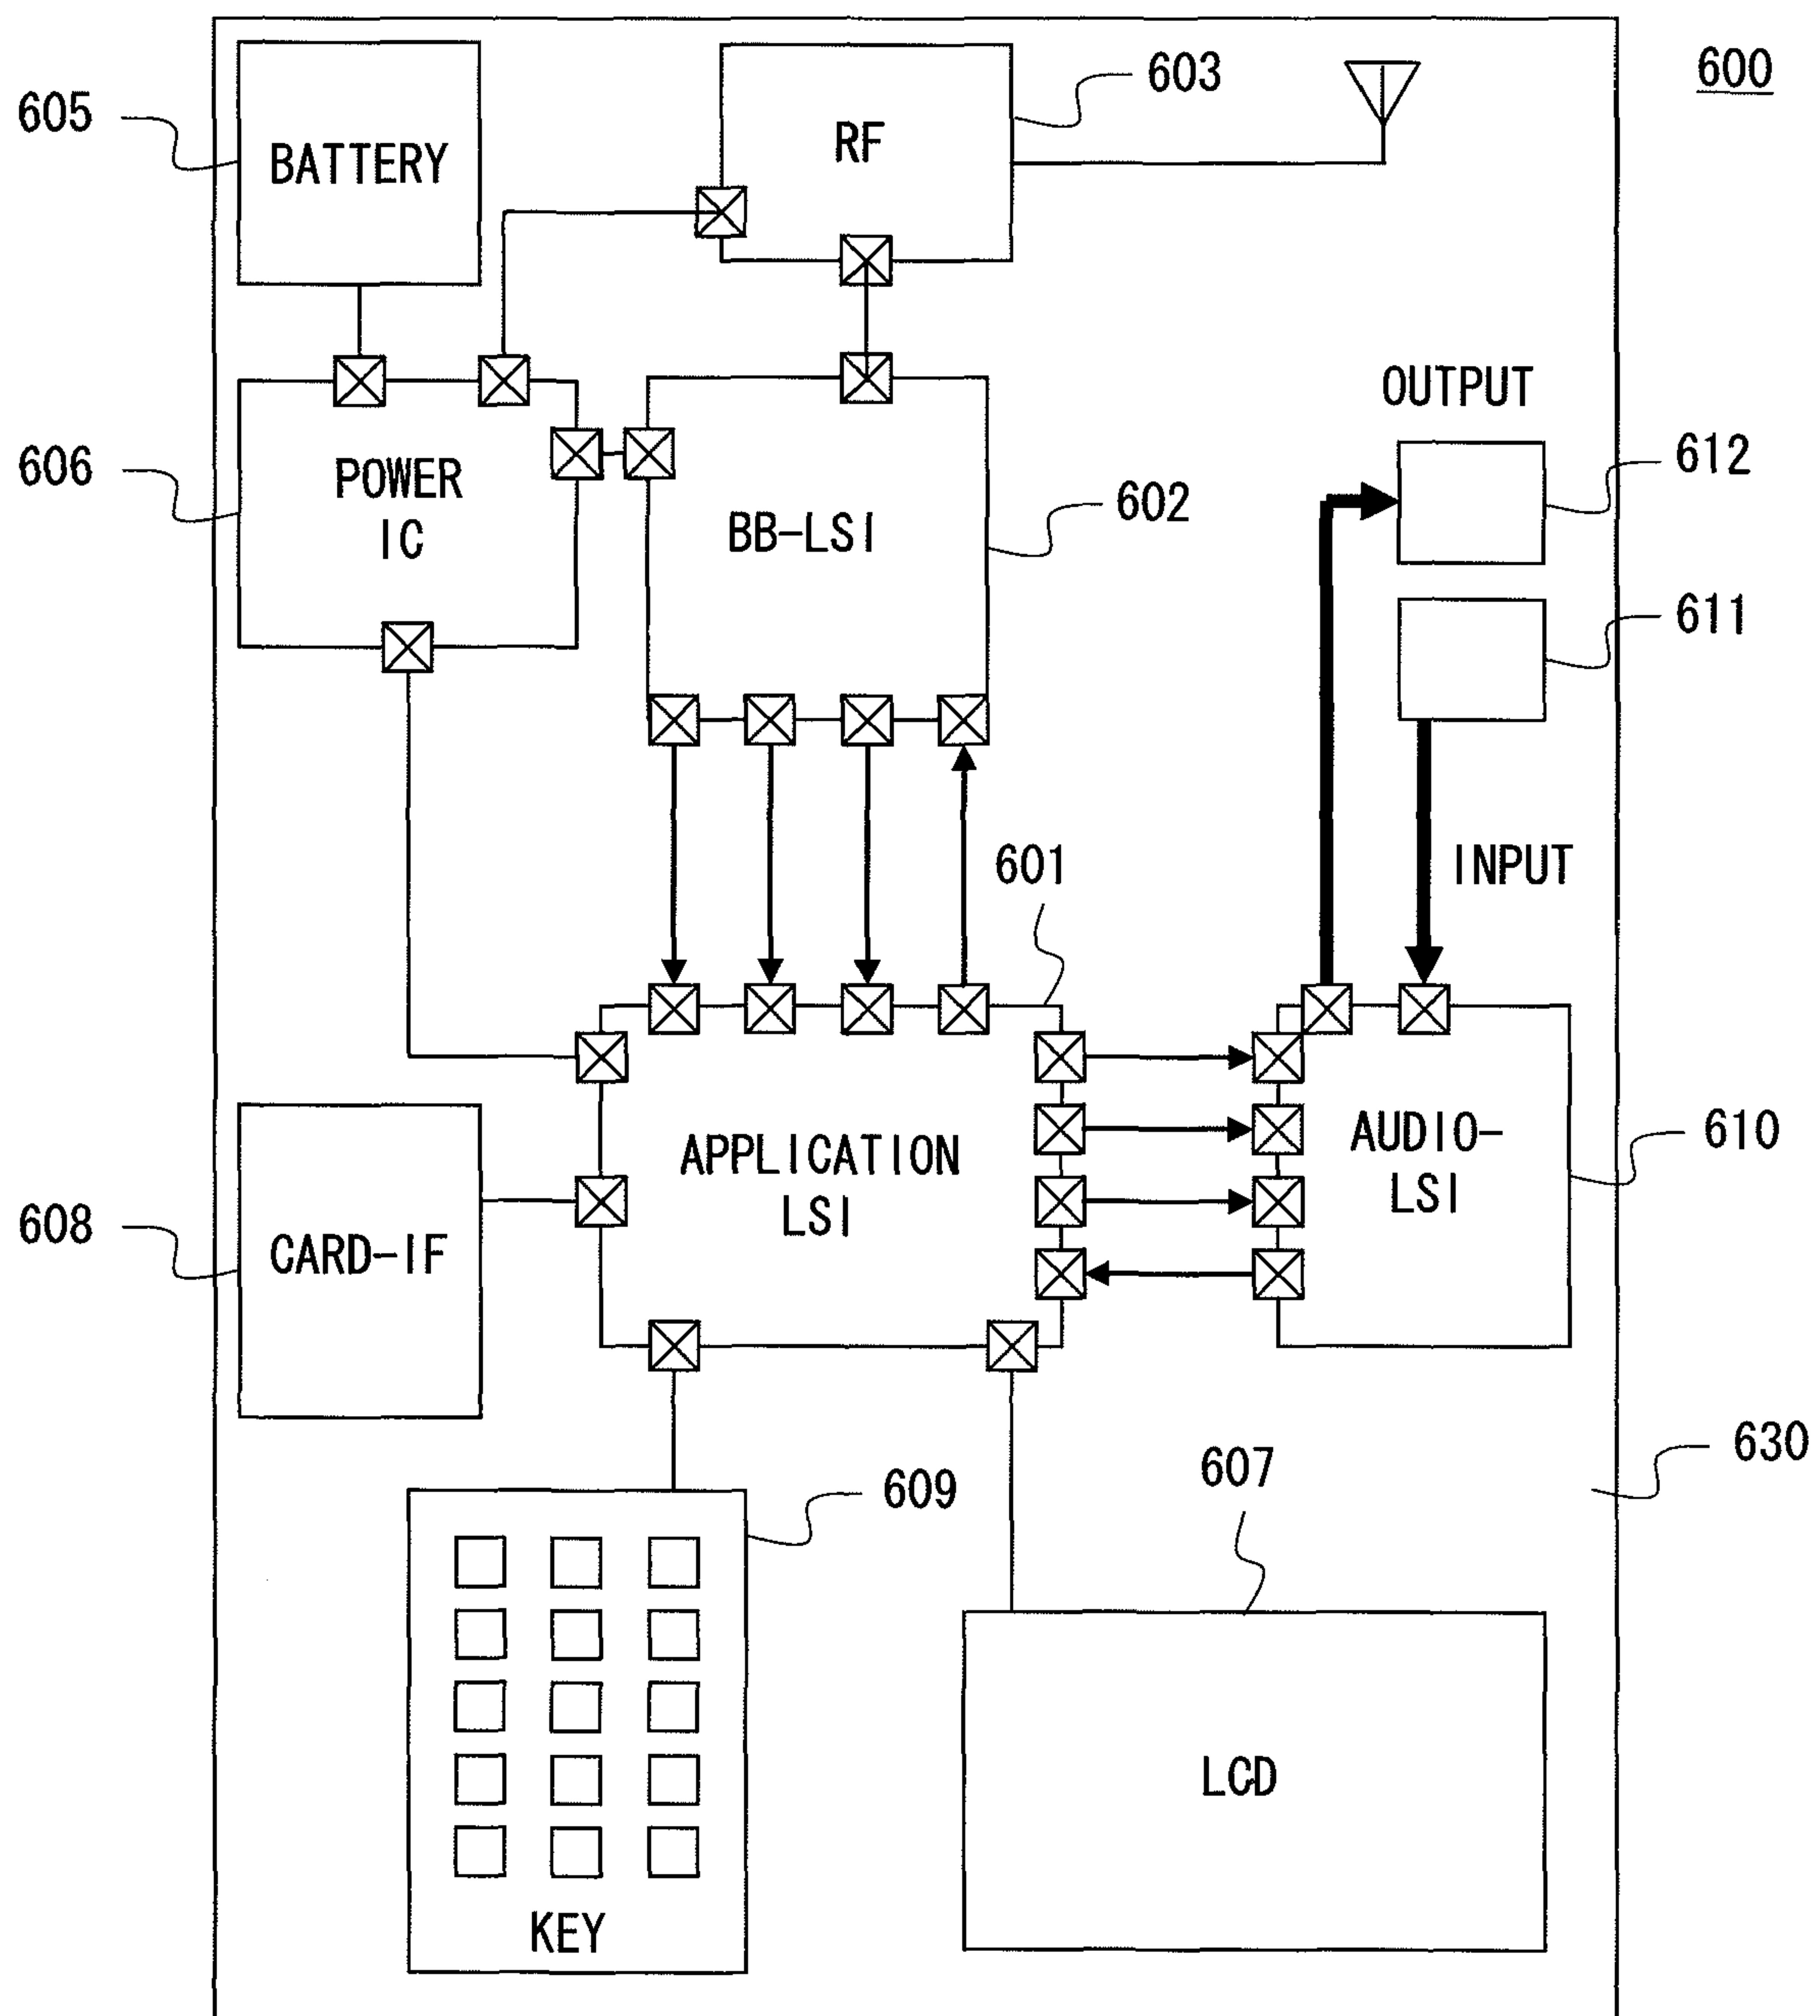 600
603
605
BATTERY
RF
OUTPUT
612
606
POWER
IC
BB-LSI
602
611
601
INPUT
APPLICATION
LSI
AUDIO-
LSI
610
608
CARD-IF
630
607
609
LCD
KEY